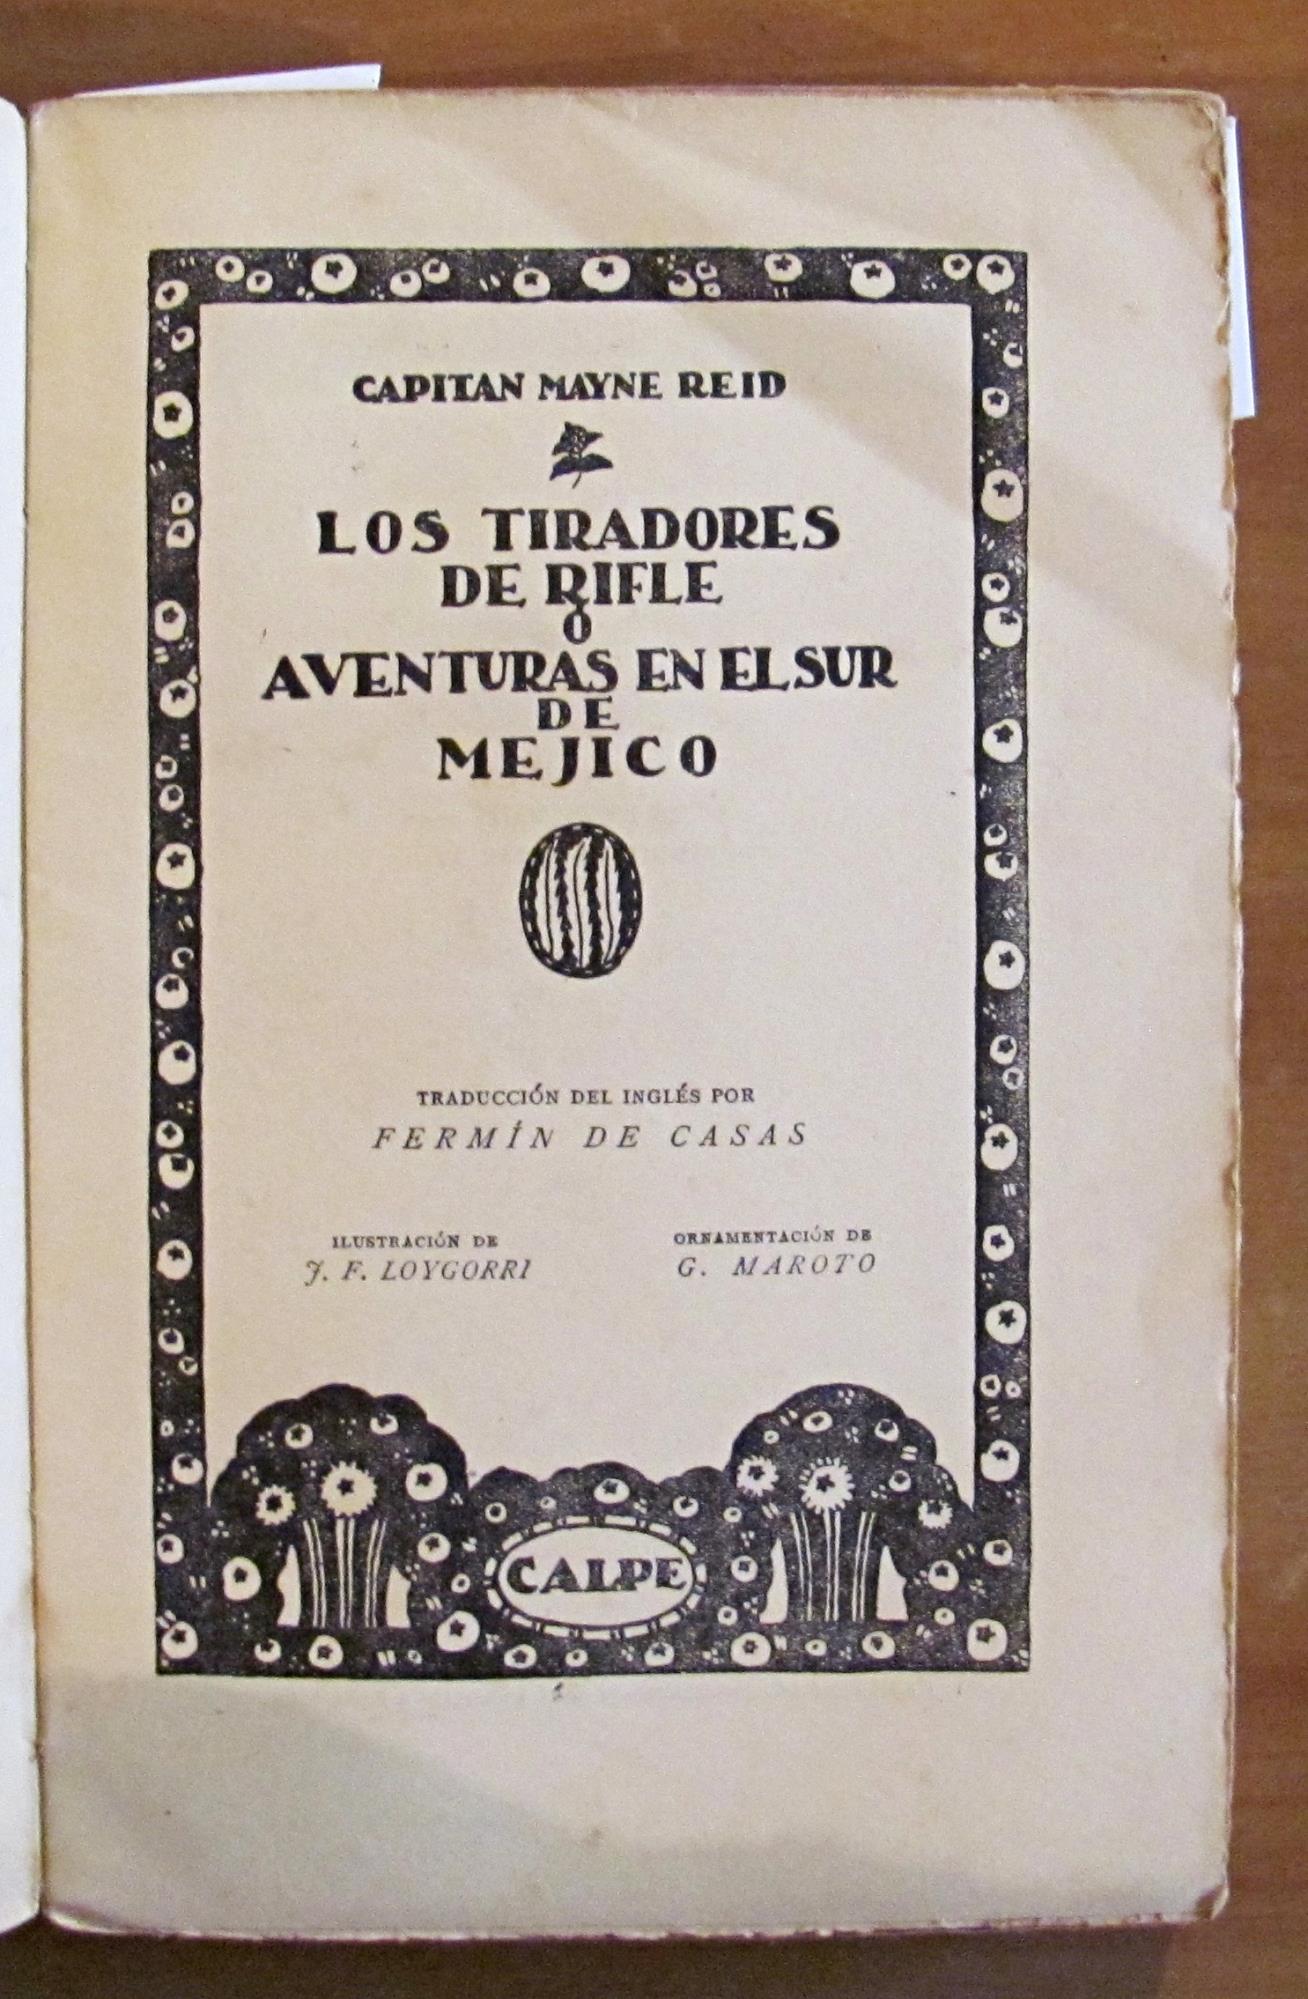 CAPITAN MAYNE REID
LOS TIRADORES
DE RIFLE
O
AVENTURAS EN EL SUR
DE
MEJICO
TRADUCCIÓN DEL INGLÉS POR
FERMÍN DE CASAS
ILUSTRACIÓN DE
J. F. LOYGORRI
ORNAMENTACIÓN DE
G. MAROTO
CALPE